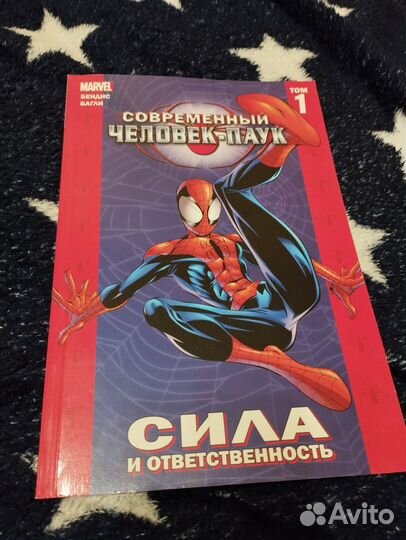 MARVEL
БЕНДИС
БАГЛИ
ТОМ
1
СОВРЕМЕННЫЙ
ЧЕЛОВЕК-ПАУК
СИЛА
И ОТВЕТСТВЕННОСТЬ
Avito